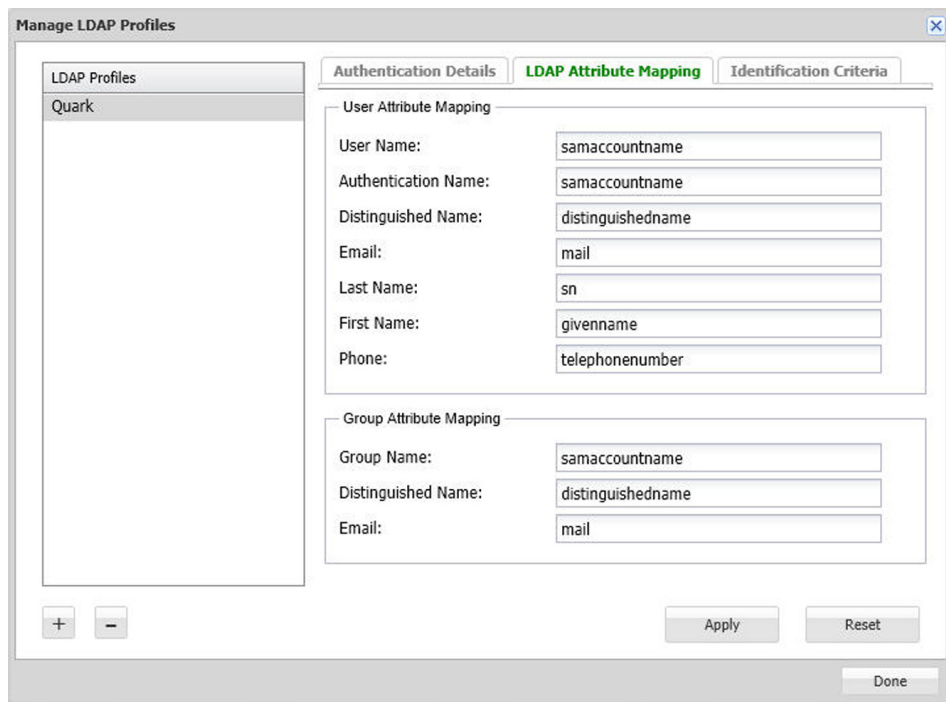 Manage LDAP Profiles
LDAP Profiles
Quark
Authentication Details
LDAP Attribute Mapping
Identification Criteria
User Attribute Mapping
User Name: samaccountname
Authentication Name: samaccountname
Distinguished Name: distinguishedname
Email: mail
Last Name: sn
First Name: givenname
Phone: telephonenumber
Group Attribute Mapping
Group Name: samaccountname
Distinguished Name: distinguishedname
Email: mail
+ -
Apply
Reset
Done